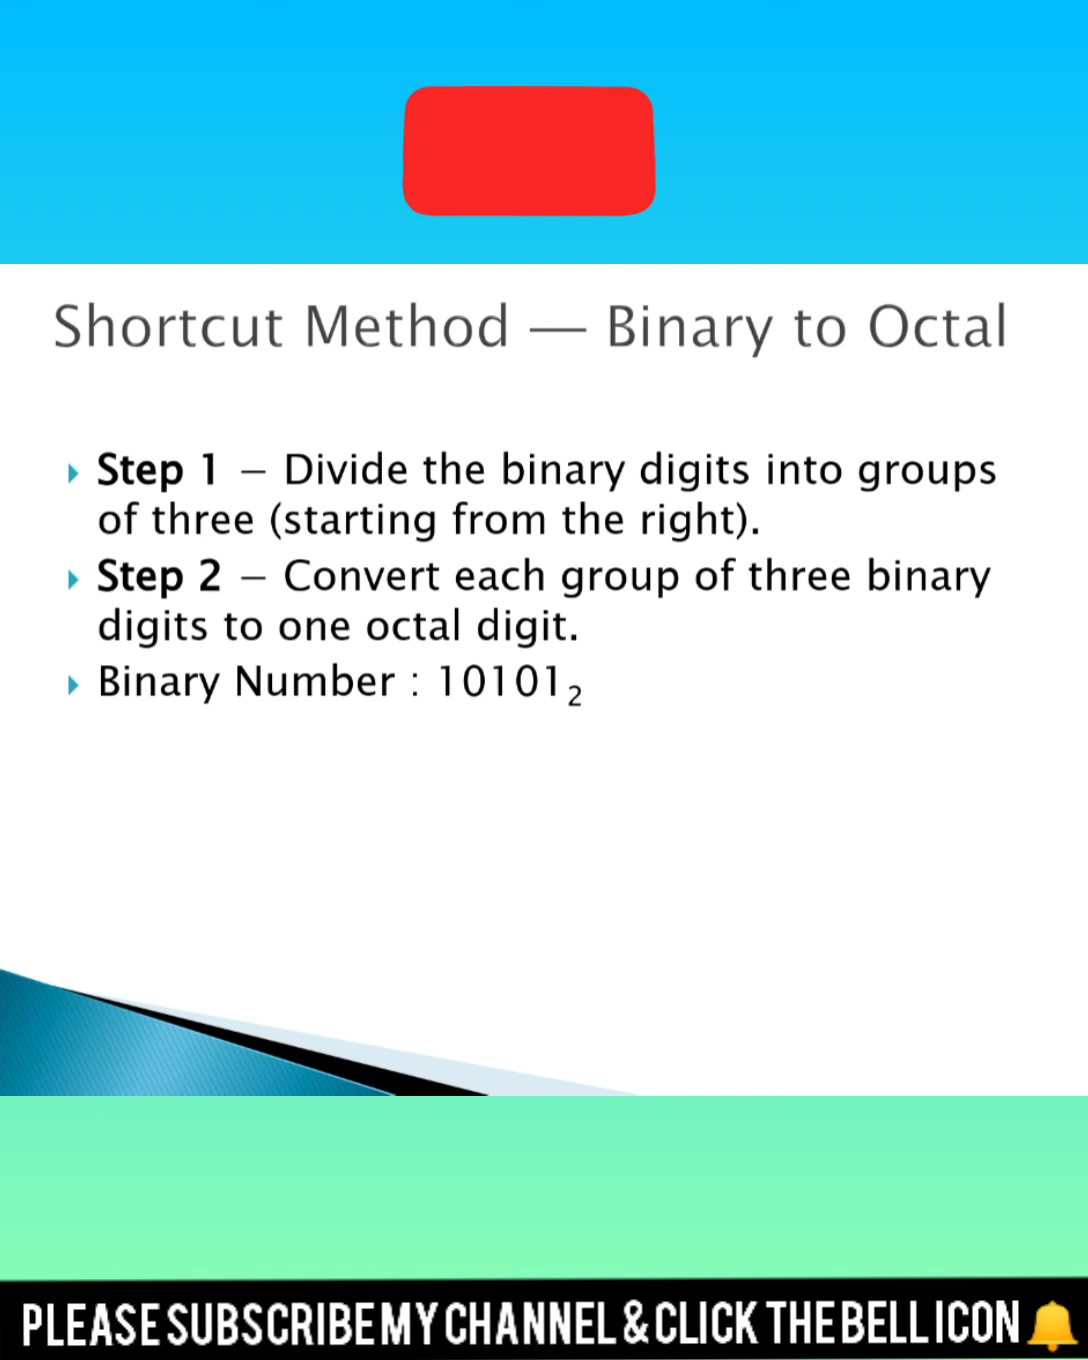 Shortcut Method — Binary to Octal
Step 1 − Divide the binary digits into groups
of three (starting from the right).
Step 2 − Convert each group of three binary
digits to one octal digit.
Binary Number : 10101₂
PLEASE SUBSCRIBE MY CHANNEL & CLICK THE BELL ICON